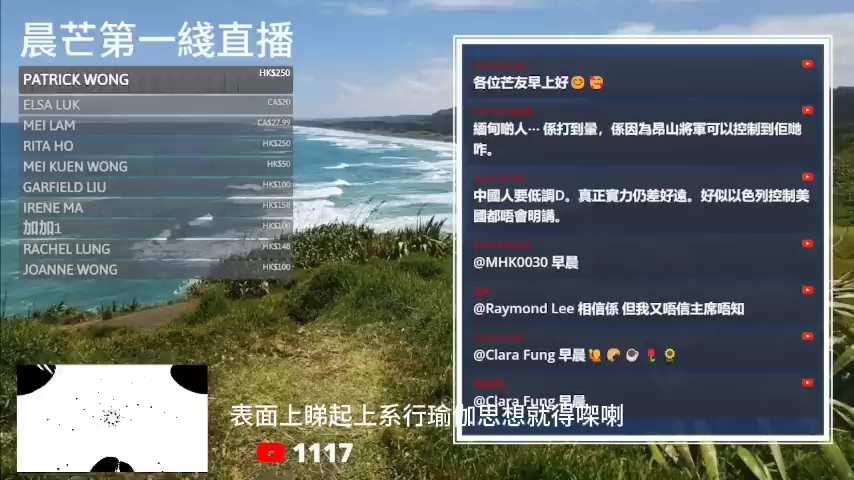 晨芒第一綫直播
PATRICK WONG HK$250
ELSA LUK CA$20
MEI LAM CA$27.99
RITA HO HK$250
MEI KUEN WONG HK$50
GARFIELD LIU HK$100
IRENE MA HK$158
加加1
RACHEL LUNG HK$148
JOANNE WONG HK$100
各位芒友早上好😊🥰
緬甸啲人… 係打到暈，係因為昂山將軍可以控制到佢哋
咋。
中國人要低調D。真正實力仍差好遠。好似以色列控制美
國都唔會明講。
@MHK0030 早晨
@Raymond Lee 相信係 但我又唔信主席唔知
@Clara Fung 早晨
@Clara Fung 早晨
表面上睇起上系行瑜伽思想就得㗎喇
1117